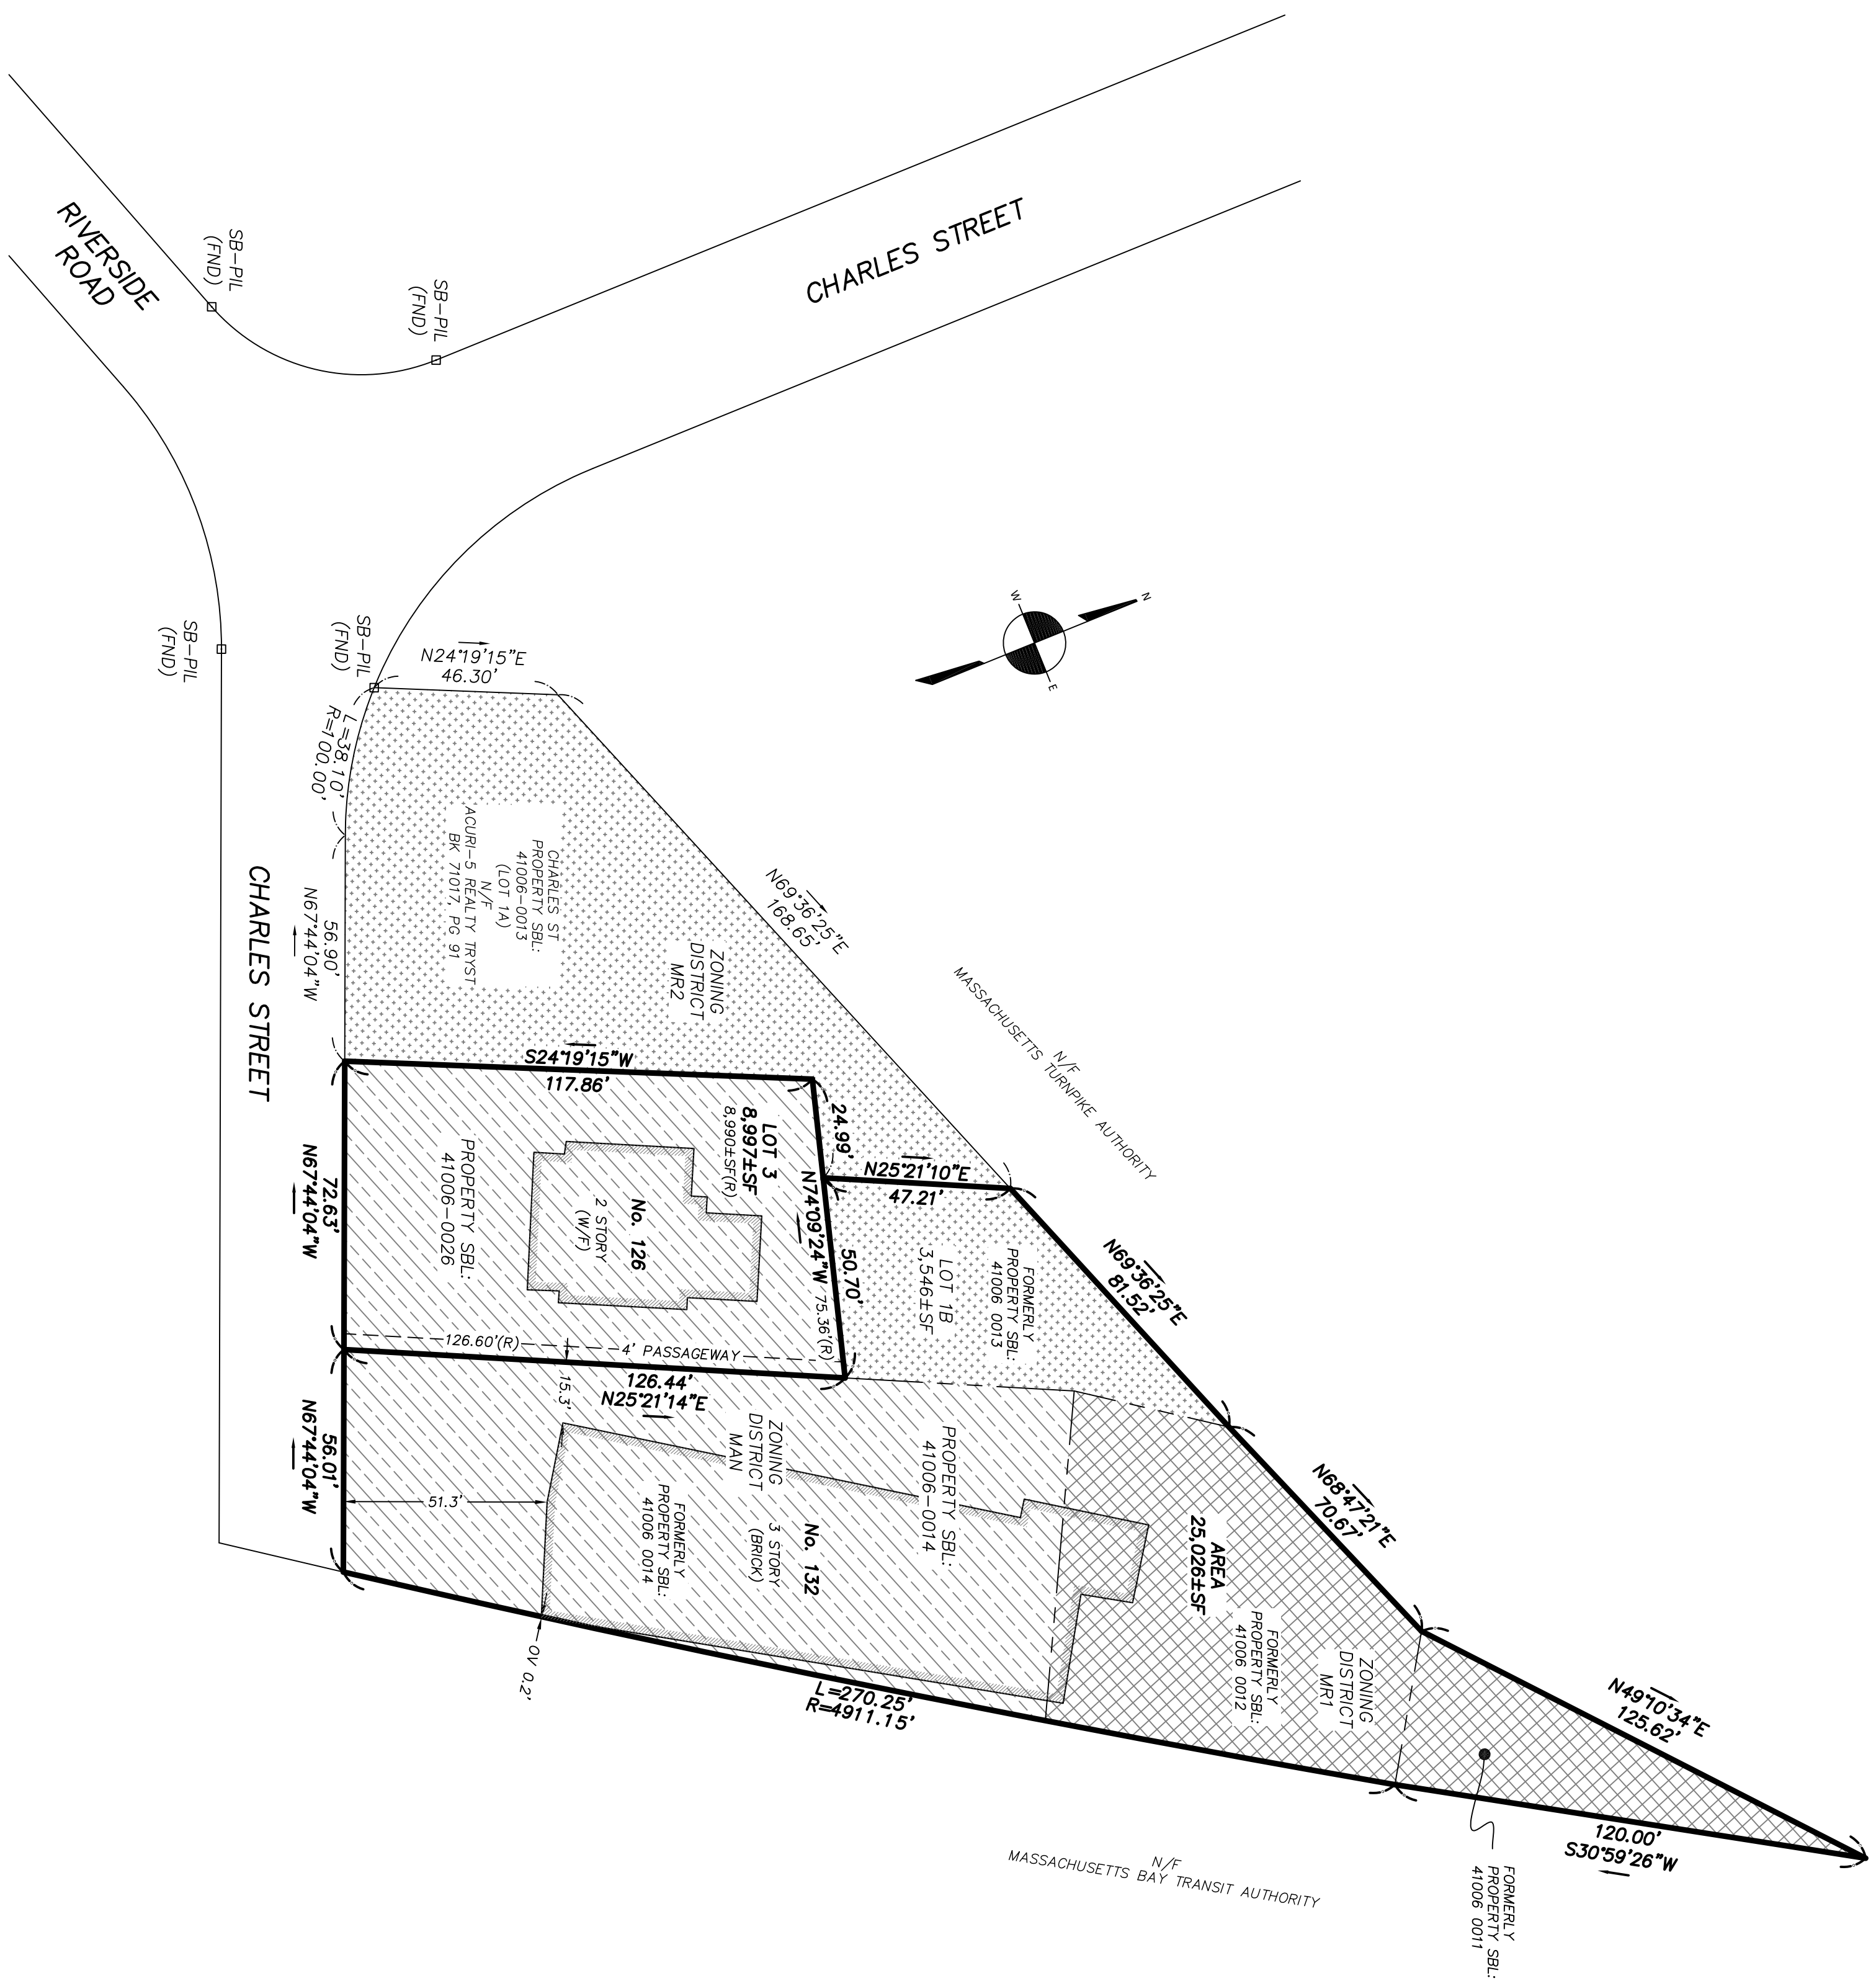 CHARLES STREET
RIVERSIDE
ROAD
SB-PIL
(FND)
SB-PIL
(FND)
SB-PIL
(FND)
SB-PIL
(FND)
N
W
E
N24°19'15"E
46.30'
L=38.10'
R=100.00'
56.90'
N67°44'04"W
CHARLES STREET
CHARLES ST
PROPERTY SBL:
41006-0013
(LOT 1A)
N/F
ACURI-5 REALTY TRYST
BK 71017, PG 91
ZONING
DISTRICT
MR2
N69°36'25"E
168.65'
N/F
MASSACHUSETTS TURNPIKE AUTHORITY
S24°19'15"W
117.86'
24.99'
N25°21'10"E
47.21'
LOT 3
8,997±SF
8,990±SF(R)
N74°09'24"W
75.36'(R)
50.70'
No. 126
2 STORY
(W/F)
PROPERTY SBL:
41006-0026
72.63'
N67°44'04"W
LOT 1B
3,546±SF
FORMERLY
PROPERTY SBL:
41006 0013
N69°36'25"E
81.52'
126.60'(R)
4' PASSAGEWAY
126.44'
N25°21'14"E
15.3'
56.01'
N67°44'04"W
51.3'
ZONING
DISTRICT
MAN
PROPERTY SBL:
41006-0014
FORMERLY
PROPERTY SBL:
41006 0014
No. 132
3 STORY
(BRICK)
AREA
25,026±SF
N68°47'21"E
70.67'
FORMERLY
PROPERTY SBL:
41006 0012
ZONING
DISTRICT
MR1
OV 0.2'
L=270.25'
R=4911.15'
N49°10'34"E
125.62'
120.00'
S30°59'26"W
N/F
MASSACHUSETTS BAY TRANSIT AUTHORITY
FORMERLY
PROPERTY SBL:
41006 0011